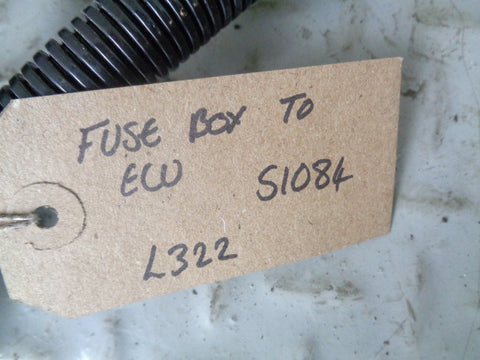 FUSE BOX TO
ECU S1084
L322